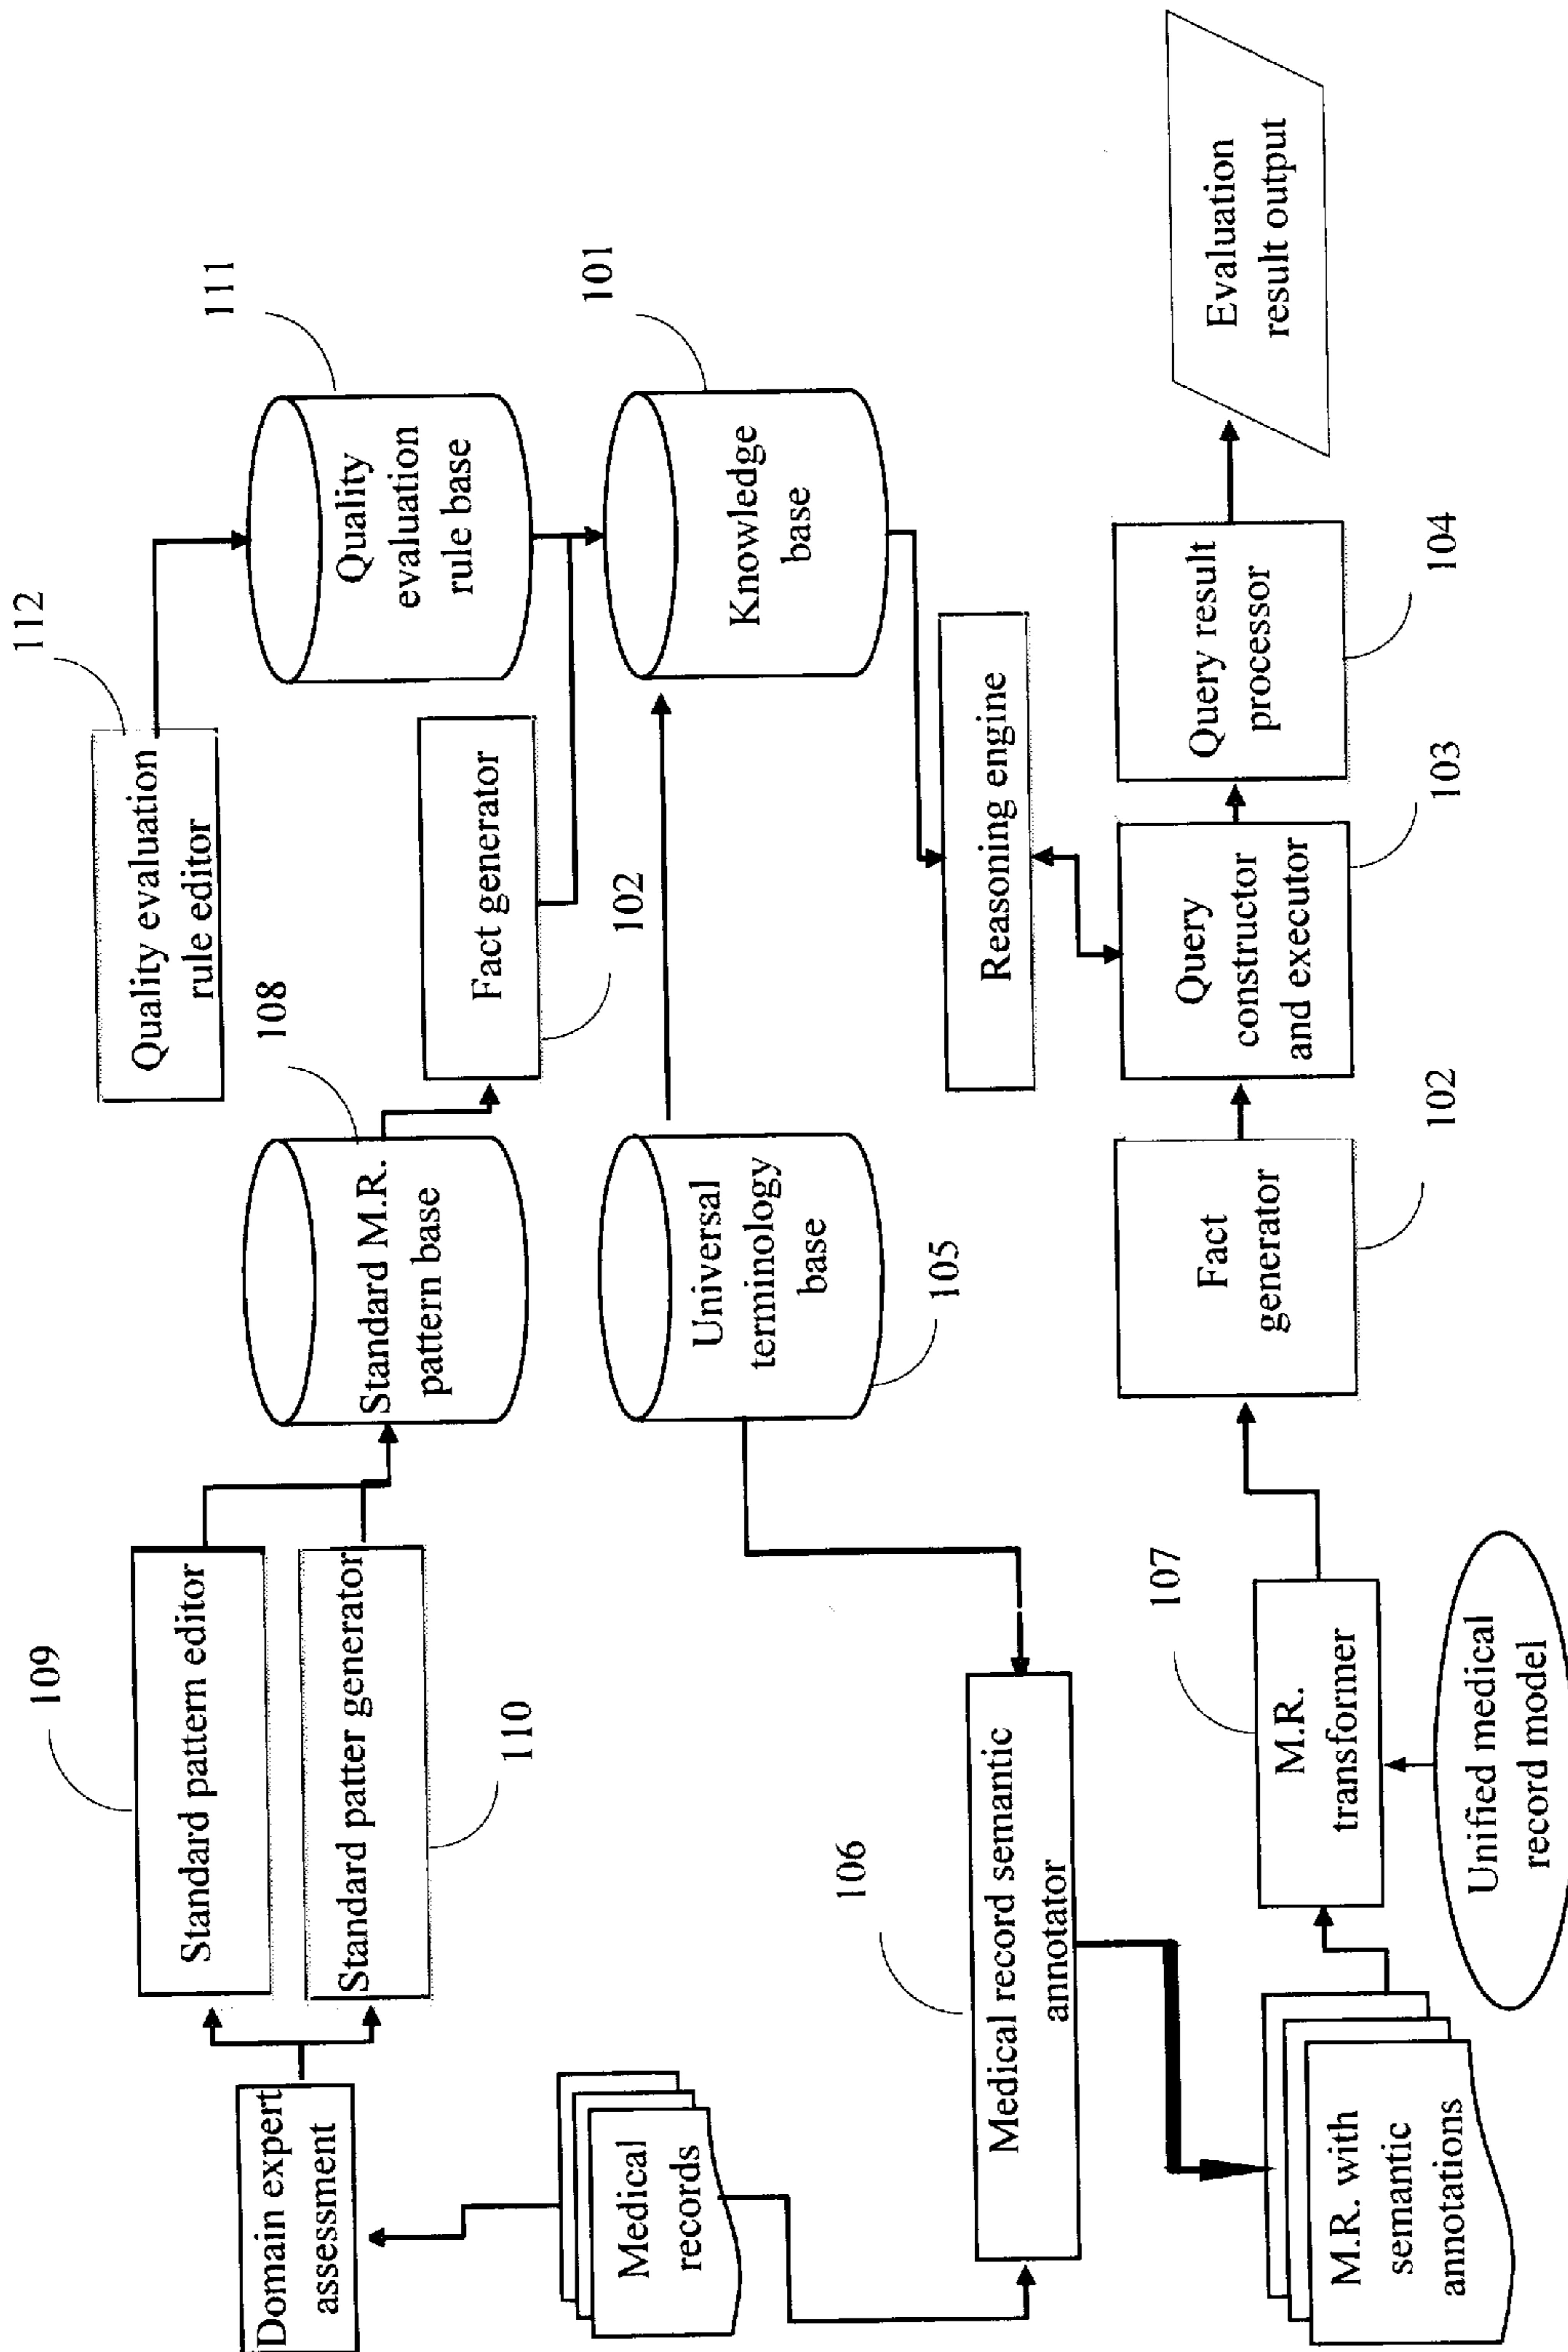 112
Quality evaluation
rule editor
111
Quality
evaluation
rule base
109
Standard pattern editor
Standard patter generator
110
108
Standard M.R.
pattern base
Fact generator
102
101
Knowledge
base
Domain expert
assessment
Medical
records
Universal
terminology
base
105
Reasoning engine
106
Medical record semantic
annotator
M.R. with
semantic
annotations
107
M.R.
transformer
Unified medical
record model
Fact
generator
102
Query
constructor
and executor
103
Query result
processor
104
Evaluation
result output